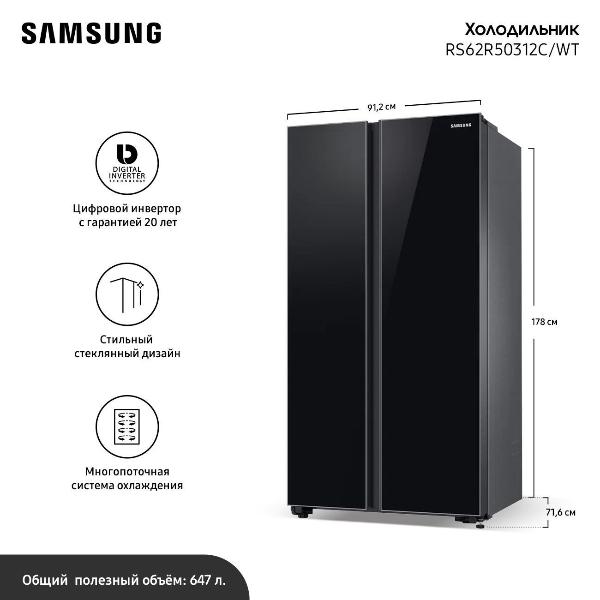 SAMSUNG
Холодильник
RS62R50312C/WT
91,2 см
SAMSUNG
DIGITAL
INVERTER
TECHNOLOGY
Цифровой инвертор
с гарантией 20 лет
Стильный
стеклянный дизайн
178 см
Многопоточная
система охлаждения
71,6 см
Общий полезный объём: 647 л.